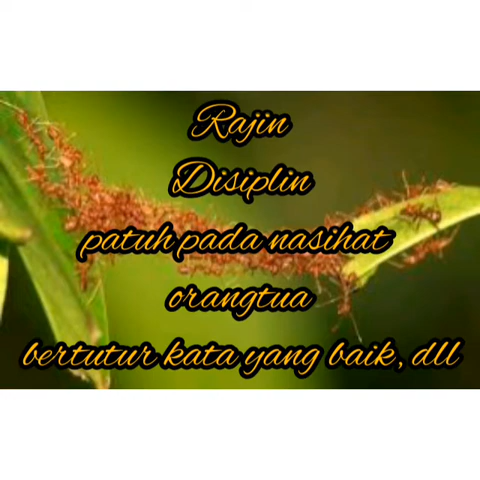 Rajin
Disiplin
patuh pada nasihat
orangtua
bertutur kata yang baik, dll